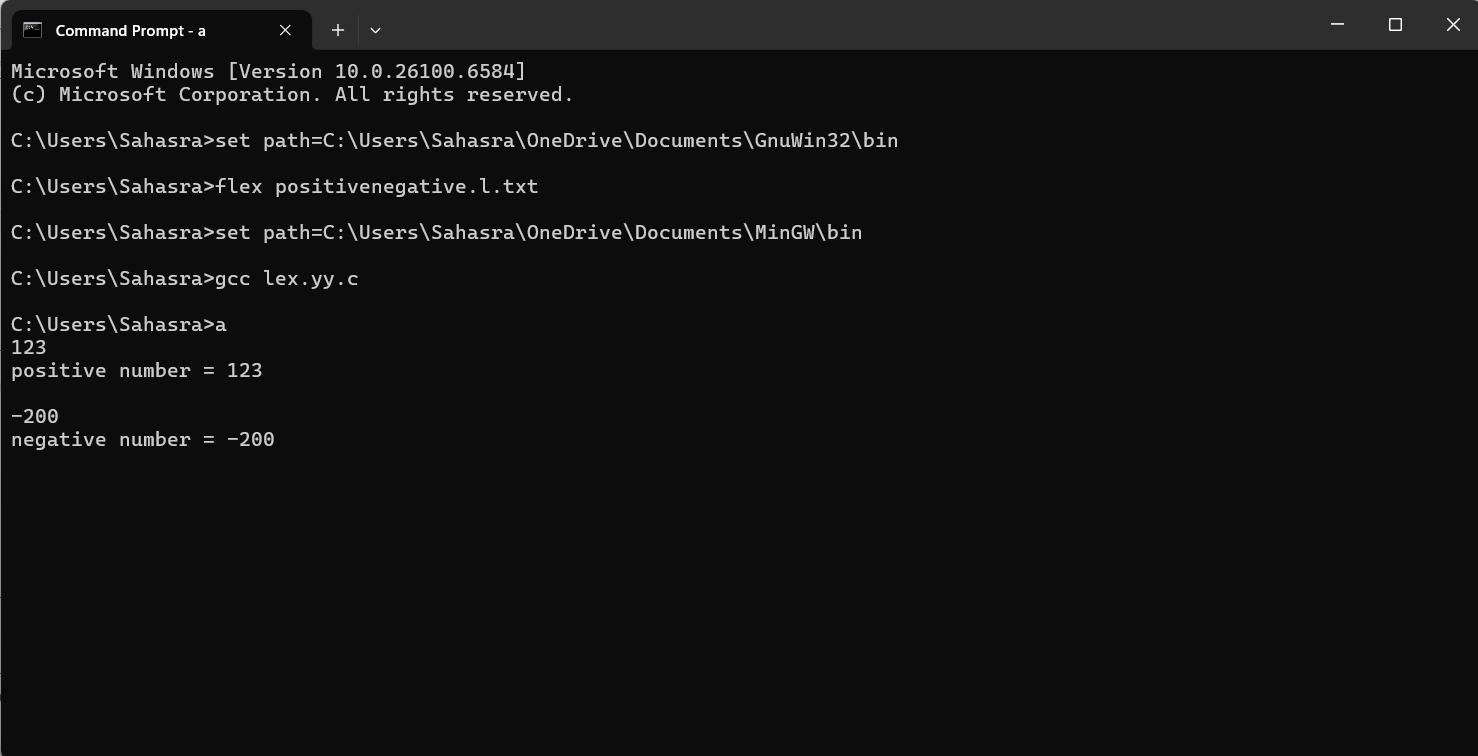 Command Prompt - a
Microsoft Windows [Version 10.0.26100.6584]
(c) Microsoft Corporation. All rights reserved.
C:\Users\Sahasra>set path=C:\Users\Sahasra\OneDrive\Documents\GnuWin32\bin
C:\Users\Sahasra>flex positivenegative.l.txt
C:\Users\Sahasra>set path=C:\Users\Sahasra\OneDrive\Documents\MinGW\bin
C:\Users\Sahasra>gcc lex.yy.c
C:\Users\Sahasra>a
123
positive number = 123
-200
negative number = -200